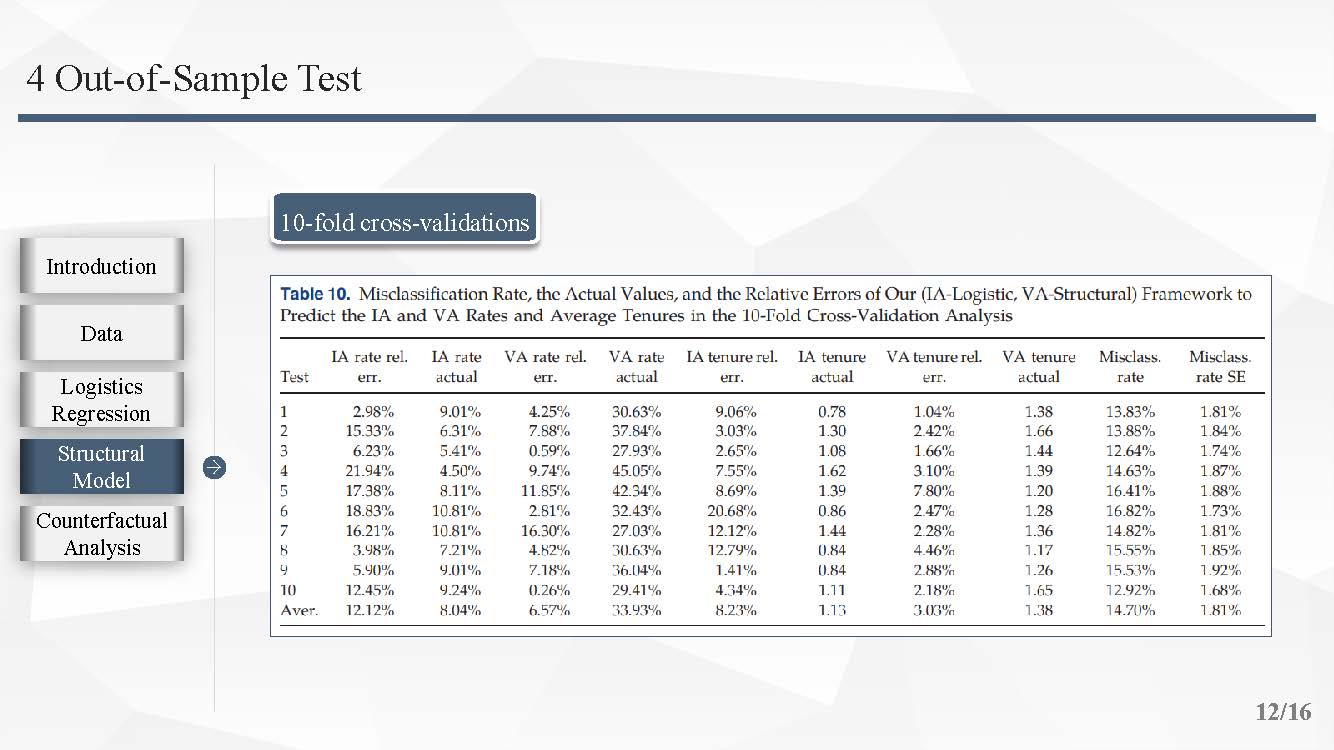 4 Out-of-Sample Test
10-fold cross-validations
Introduction
Data
Logistics
Regression
Structural
Model
Counterfactual
Analysis
Table 10. Misclassification Rate, the Actual Values, and the Relative Errors of Our (IA-Logistic, VA-Structural) Framework to
Predict the IA and VA Rates and Average Tenures in the 10-Fold Cross-Validation Analysis
IA rate rel. IA rate VA rate rel. VA rate IA tenure rel. IA tenure VA tenure rel. VA tenure Misclass. Misclass.
Test err. actual err. actual err. actual err. actual rate rate SE
1 2.98% 9.01% 4.25% 30.63% 9.06% 0.78 1.04% 1.38 13.83% 1.81%
2 15.33% 6.31% 7.88% 37.84% 3.03% 1.30 2.42% 1.66 13.88% 1.84%
3 6.23% 5.41% 0.59% 27.93% 2.65% 1.08 1.66% 1.44 12.64% 1.74%
4 21.94% 4.50% 9.74% 45.05% 7.55% 1.62 3.10% 1.39 14.63% 1.87%
5 17.38% 8.11% 11.85% 42.34% 8.69% 1.39 7.80% 1.20 16.41% 1.88%
6 18.83% 10.81% 2.81% 32.43% 20.68% 0.86 2.47% 1.28 16.82% 1.73%
7 16.21% 10.81% 16.30% 27.03% 12.12% 1.44 2.28% 1.36 14.82% 1.81%
8 3.98% 7.21% 4.82% 30.63% 12.79% 0.84 4.46% 1.17 15.55% 1.85%
9 5.90% 9.01% 7.18% 36.04% 1.41% 0.84 2.88% 1.26 15.53% 1.92%
10 12.45% 9.24% 0.26% 29.41% 4.34% 1.11 2.18% 1.65 12.92% 1.68%
Aver. 12.12% 8.04% 6.57% 33.93% 8.23% 1.13 3.03% 1.38 14.70% 1.81%
12/16